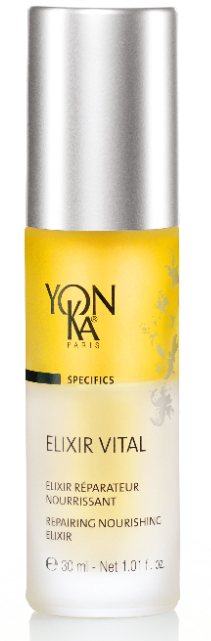 YON
KA®
PARIS
SPECIFICS
ELIXIR VITAL
ELIXIR RÉPARATEUR
NOURRISSANT
REPAIRING NOURISHING
ELIXIR
℮ 30 ml - Net 1.01 fl. oz.